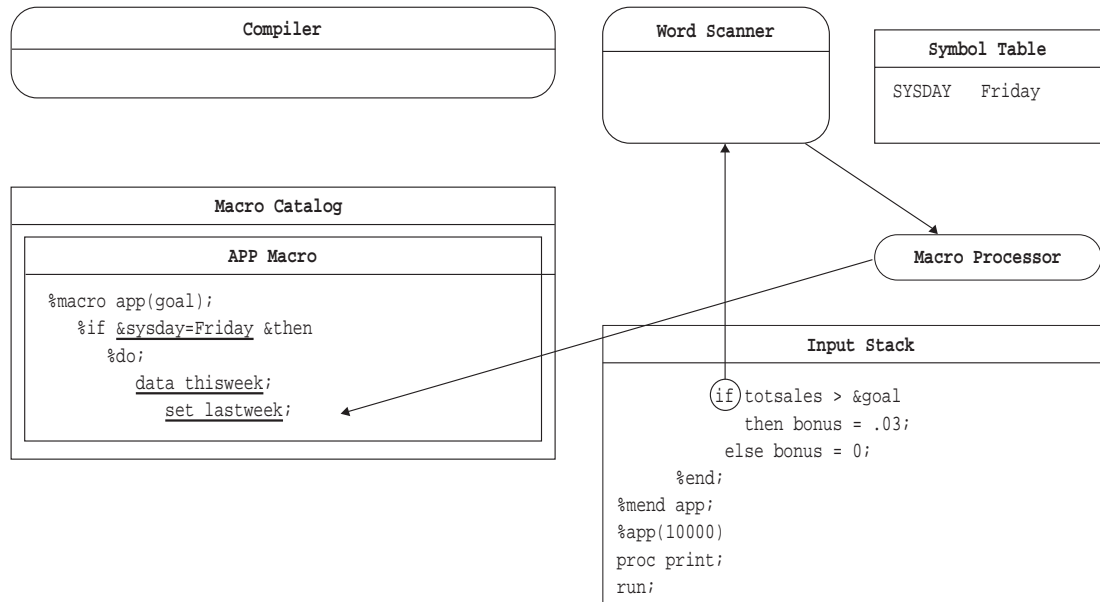 Compiler
Word Scanner
Symbol Table
SYSDAY Friday
Macro Catalog
APP Macro
%macro app(goal);
%if &sysday=Friday &then
%do;
data thisweek;
set lastweek;
Macro Processor
Input Stack
if totsales > &goal
then bonus = .03;
else bonus = 0;
%end;
%mend app;
%app(10000)
proc print;
run;